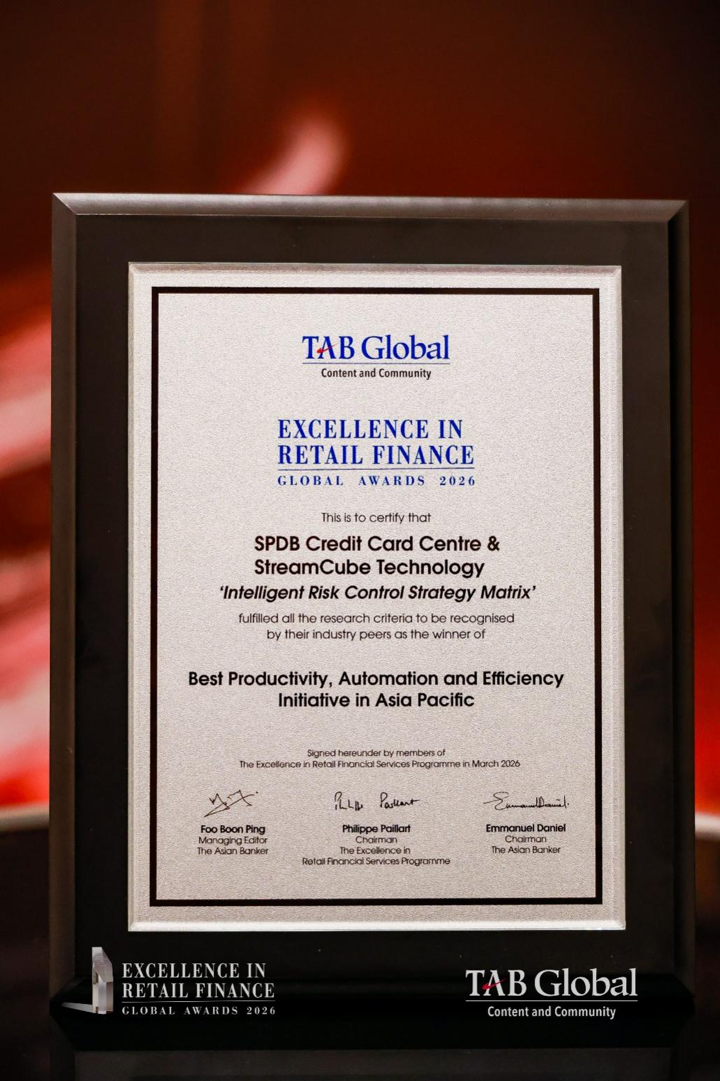 TAB Global
Content and Community
EXCELLENCE IN
RETAIL FINANCE
GLOBAL AWARDS 2026
This is to certify that
SPDB Credit Card Centre &
StreamCube Technology
‘Intelligent Risk Control Strategy Matrix’
fulfilled all the research criteria to be recognised
by their industry peers as the winner of
Best Productivity, Automation and Efficiency
Initiative in Asia Pacific
Signed hereunder by members of
The Excellence in Retail Financial Services Programme in March 2026
Philippe Paillart
Emmanuel Daniel
Foo Boon Ping
Managing Editor
The Asian Banker
Philippe Paillart
Chairman
The Excellence in
Retail Financial Services Programme
Emmanuel Daniel
Chairman
The Asian Banker
EXCELLENCE IN
RETAIL FINANCE
GLOBAL AWARDS 2026
TAB Global
Content and Community